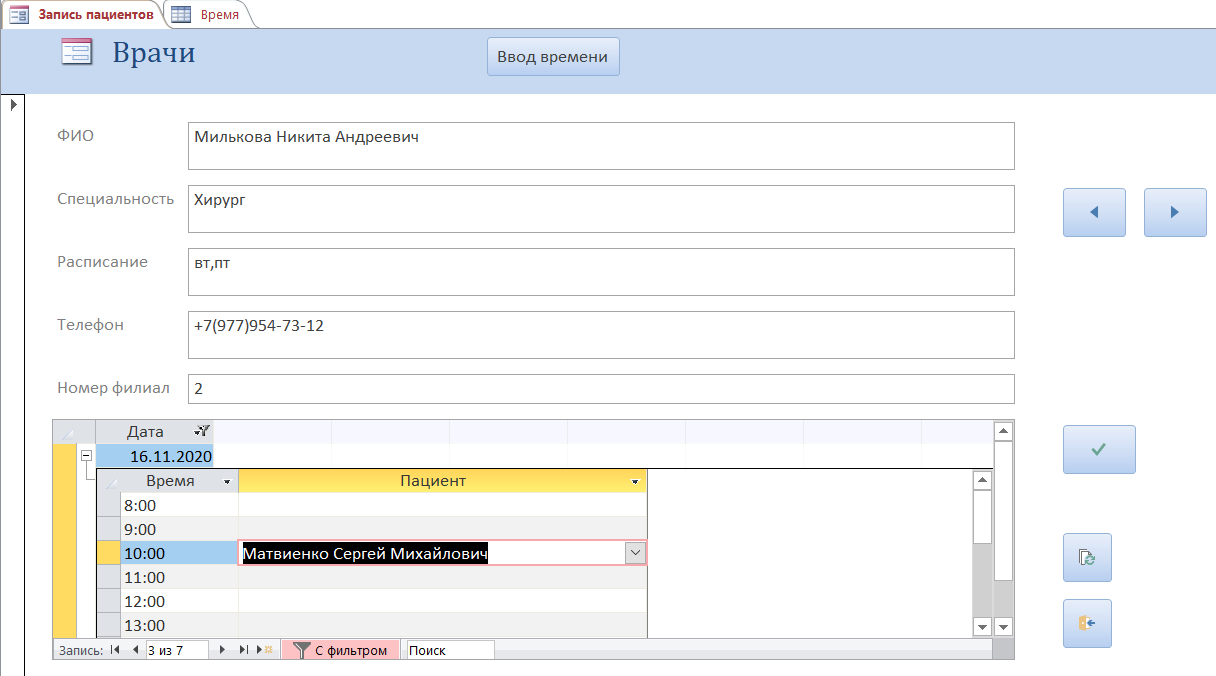 Запись пациентов Время
Врачи
Ввод времени
ФИО Милькова Никита Андреевич
Специальность Хирург
Расписание вт,пт
Телефон +7(977)954-73-12
Номер филиал 2
Дата
16.11.2020
Время Пациент
8:00
9:00
10:00 Матвиенко Сергей Михайлович
11:00
12:00
13:00
Запись: 3 из 7 С фильтром Поиск